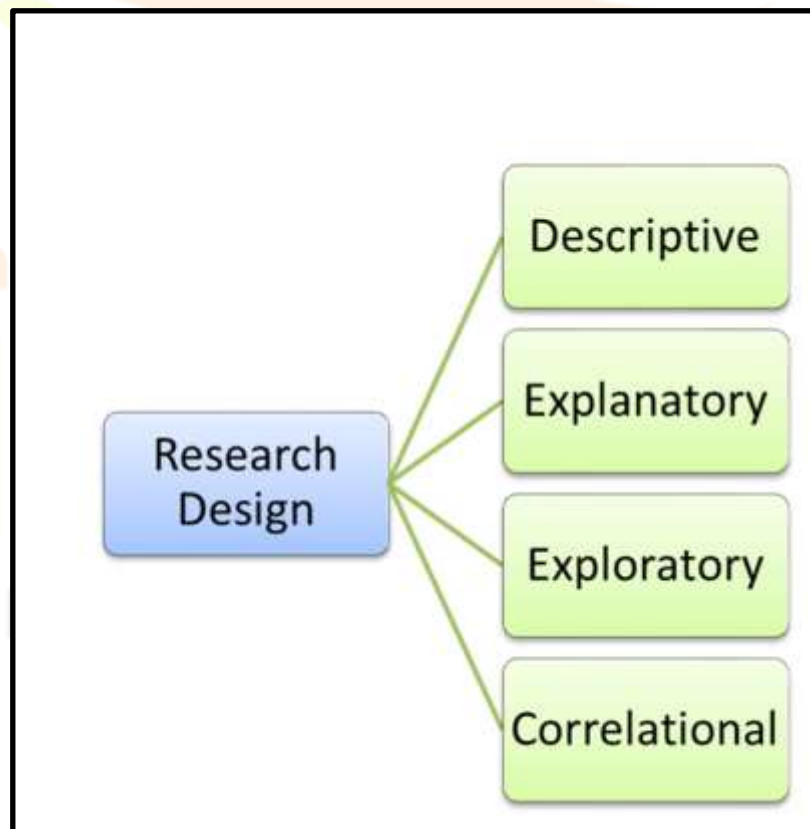 Research
Design
Descriptive
Explanatory
Exploratory
Correlational